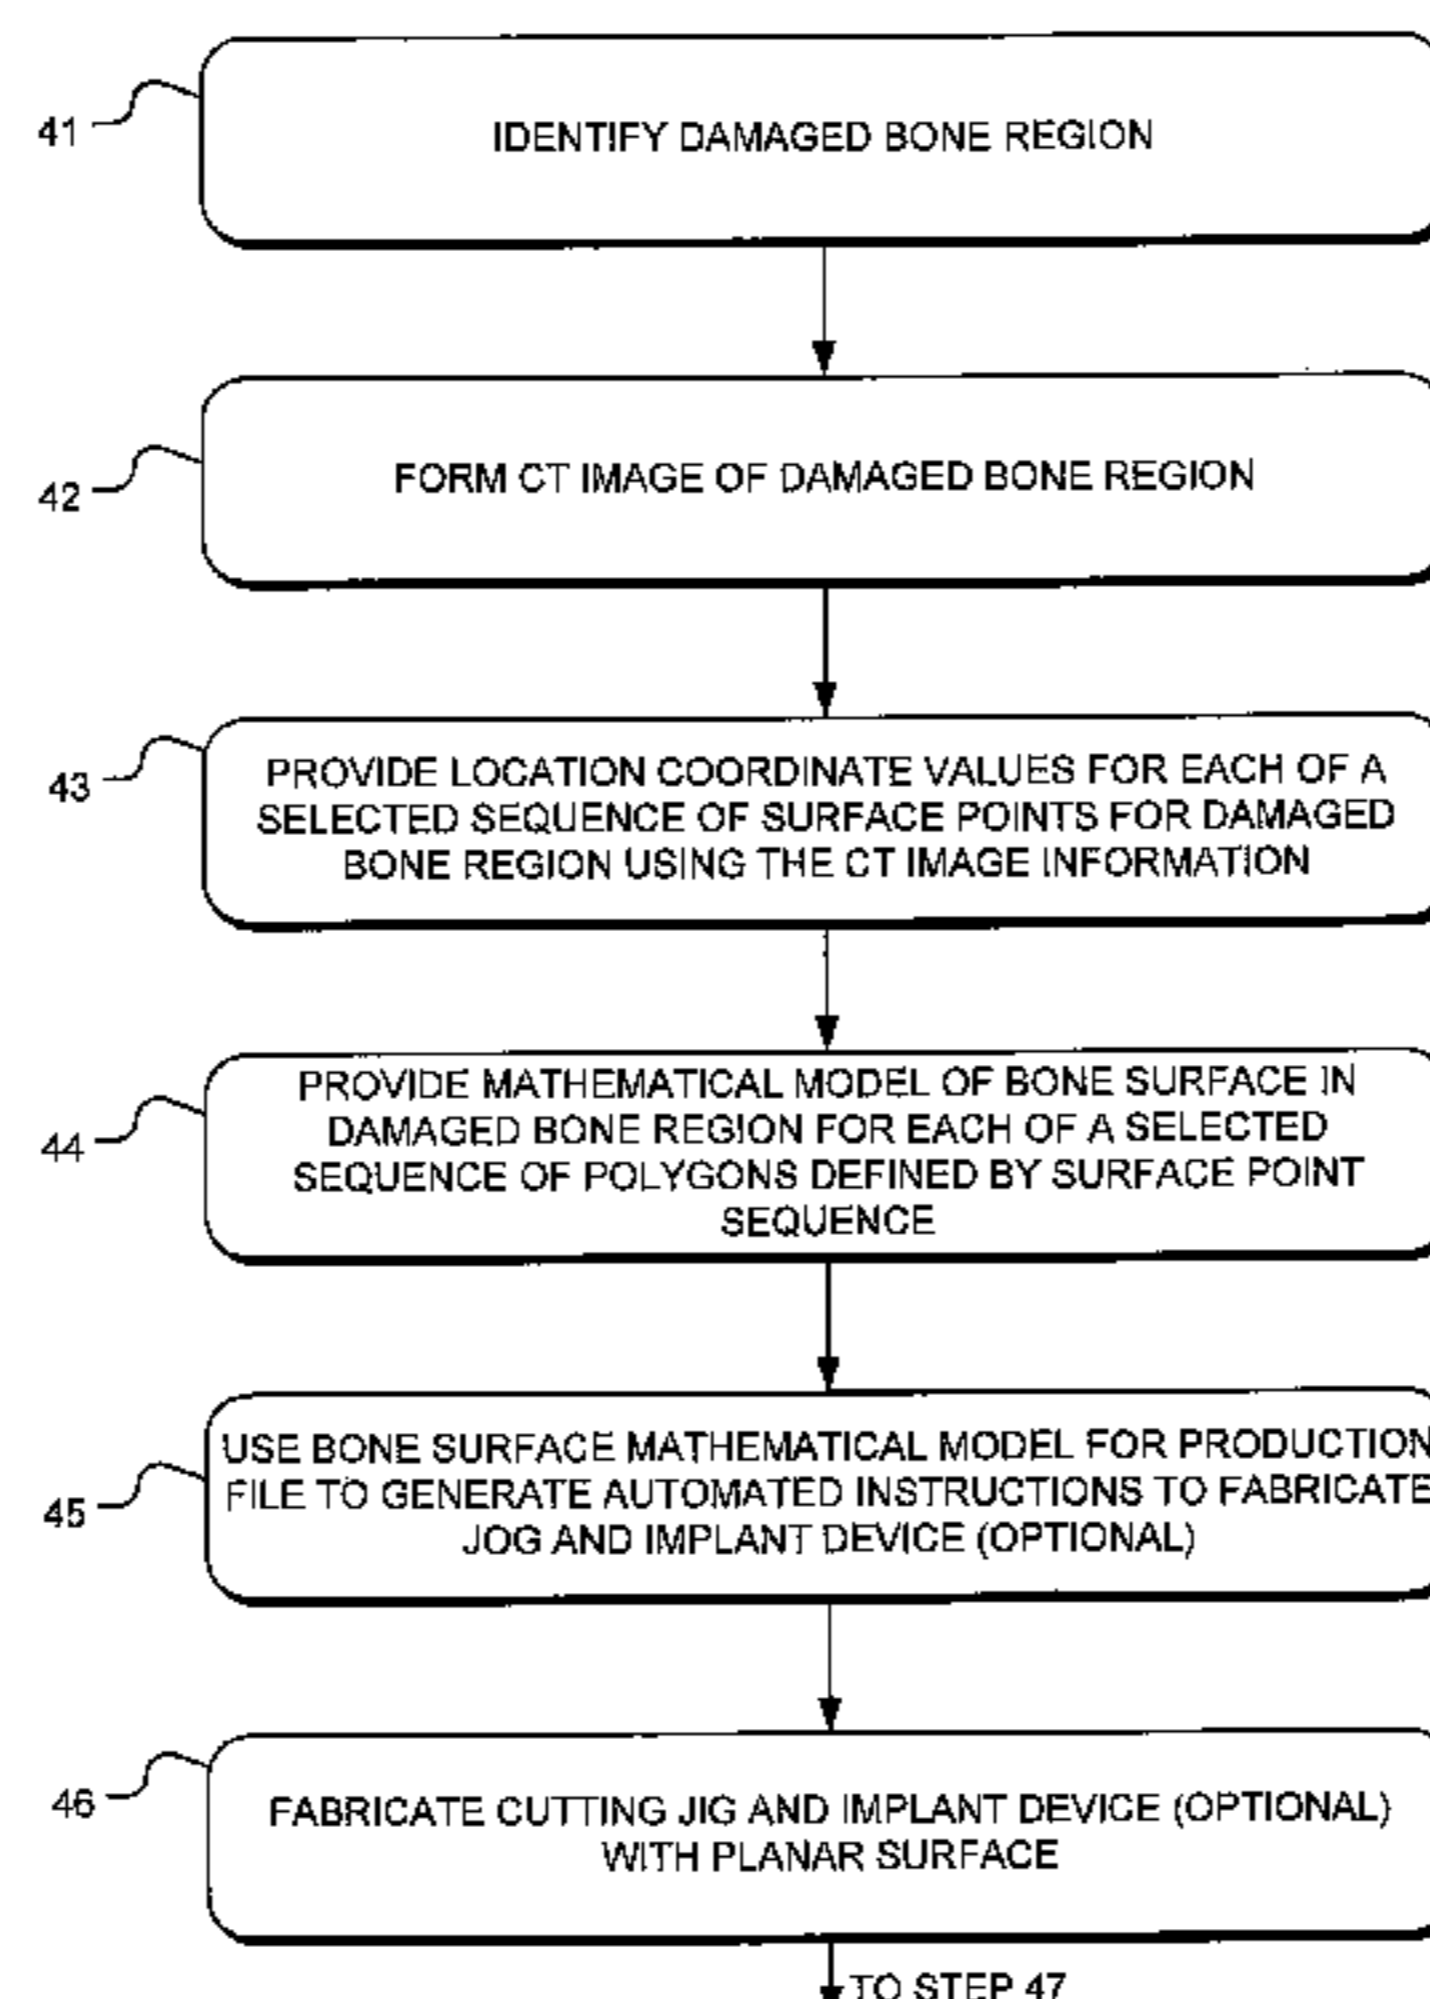 41
IDENTIFY DAMAGED BONE REGION
42
FORM CT IMAGE OF DAMAGED BONE REGION
43
PROVIDE LOCATION COORDINATE VALUES FOR EACH OF A
SELECTED SEQUENCE OF SURFACE POINTS FOR DAMAGED
BONE REGION USING THE CT IMAGE INFORMATION
44
PROVIDE MATHEMATICAL MODEL OF BONE SURFACE IN
DAMAGED BONE REGION FOR EACH OF A SELECTED
SEQUENCE OF POLYGONS DEFINED BY SURFACE POINT
SEQUENCE
45
USE BONE SURFACE MATHEMATICAL MODEL FOR PRODUCTION
FILE TO GENERATE AUTOMATED INSTRUCTIONS TO FABRICATE
JOG AND IMPLANT DEVICE (OPTIONAL)
46
FABRICATE CUTTING JIG AND IMPLANT DEVICE (OPTIONAL)
WITH PLANAR SURFACE
TO STEP 47